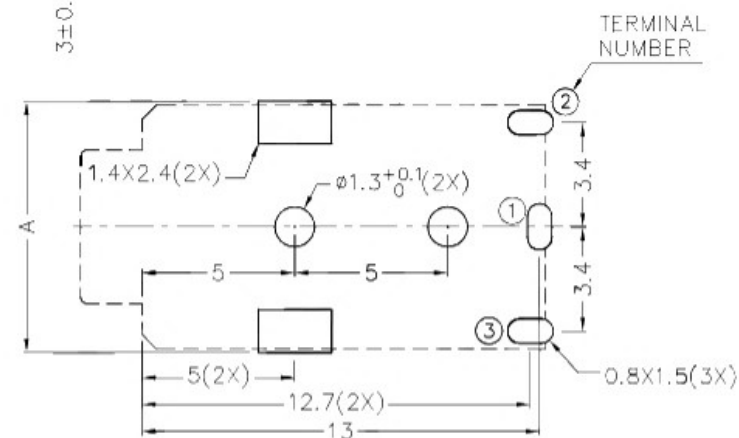 3±0.
TERMINAL
NUMBER
②
1.4X2.4(2X)
3.4
⌀1.3+0.1 0(2X)
①
A
5
5
3.4
③
5(2X)
0.8X1.5(3X)
12.7(2X)
13